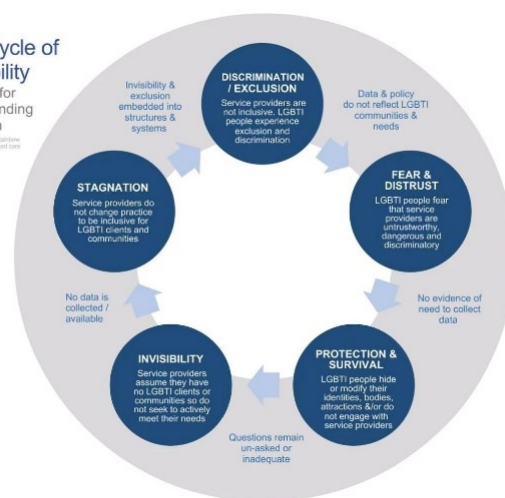 ycle of
bility
for
nding
n
DISCRIMINATION
/ EXCLUSION
Service providers are
not inclusive. LGBTI
people experience
exclusion and
discrimination
Data & policy
do not reflect LGBTI
communities &
needs
FEAR &
DISTRUST
LGBTI people fear
that service
providers are
untrustworthy,
dangerous and
discriminatory
No evidence of
need to collect
data
PROTECTION &
SURVIVAL
LGBTI people hide
or modify their
identities, bodies,
attractions &/or do
not engage with
service providers
Questions remain
un-asked or
inadequate
INVISIBILITY
Service providers
assume they have
no LGBTI clients or
communities so do
not seek to actively
meet their needs
No data is
collected /
available
STAGNATION
Service providers do
not change practice
to be inclusive for
LGBTI clients and
communities
Invisibility &
exclusion
embedded into
structures &
systems